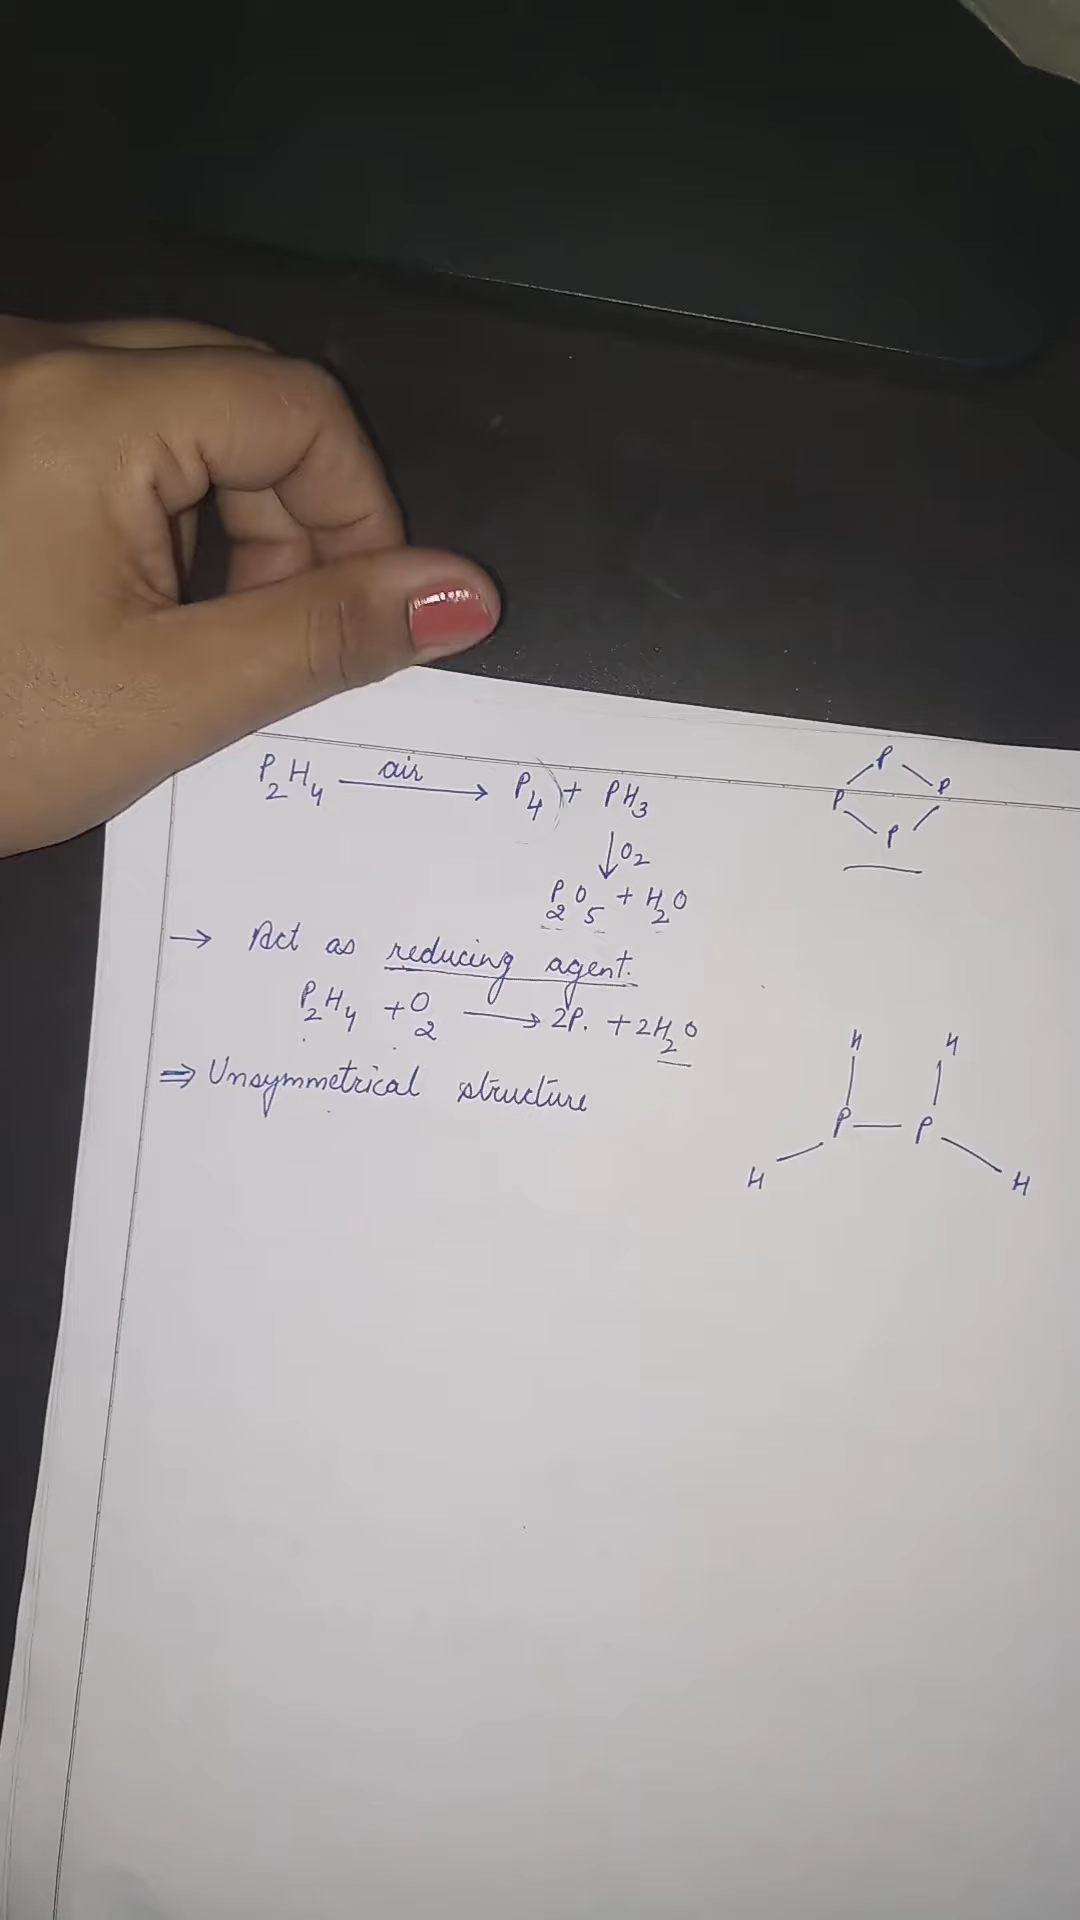 P2H4 —air→ P4 + PH3
↓O2
P2O5 + H2O
→ Act as reducing agent.
P2H4 + O2 → 2P. + 2H2O
⇒ Unsymmetrical structure
P
P P
P
H H
P — P
H H